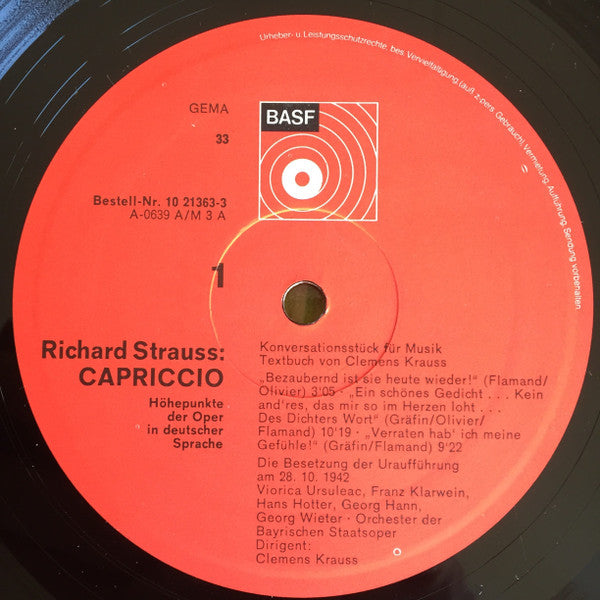 Urheber- u. Leistungsschutzrechte, bes. Vervielfältigung, (auß. z. pers. Gebrauch), Vermietung, Aufführung, Sendung vorbehalten.
GEMA
BASF
33
Bestell-Nr. 10 21363-3
A-0639 A/M 3 A
1
Richard Strauss:
CAPRICCIO
Höhepunkte
der Oper
in deutscher
Sprache
Konversationsstück für Musik
Textbuch von Clemens Krauss
„Bezaubernd ist sie heute wieder!“ (Flamand/
Olivier) 3'05 · „Ein schönes Gedicht . . . Kein
and'res, das mir so im Herzen loht . . .
Des Dichters Wort“ (Gräfin/Olivier/
Flamand) 10'19 · „Verraten hab' ich meine
Gefühle!“ (Gräfin/Flamand) 9'22
Die Besetzung der Uraufführung
am 28. 10. 1942
Viorica Ursuleac, Franz Klarwein,
Hans Hotter, Georg Hann,
Georg Wieter · Orchester der
Bayrischen Staatsoper
Dirigent:
Clemens Krauss